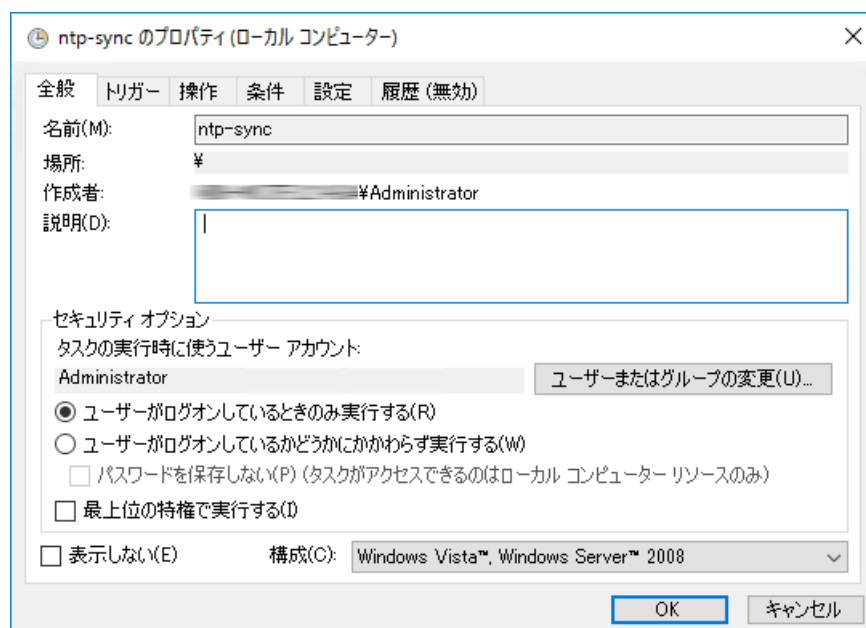 ntp-sync のプロパティ (ローカル コンピューター)
全般 トリガー 操作 条件 設定 履歴 (無効)
名前(M): ntp-sync
場所: ¥
作成者: ¥Administrator
説明(D):
セキュリティ オプション
タスクの実行時に使うユーザー アカウント:
Administrator ユーザーまたはグループの変更(U)...
ユーザーがログオンしているときのみ実行する(R)
ユーザーがログオンしているかどうかにかかわらず実行する(W)
パスワードを保存しない(P) (タスクがアクセスできるのはローカル コンピューター リソースのみ)
最上位の特権で実行する(I)
表示しない(E) 構成(C): Windows Vista™, Windows Server™ 2008
OK キャンセル